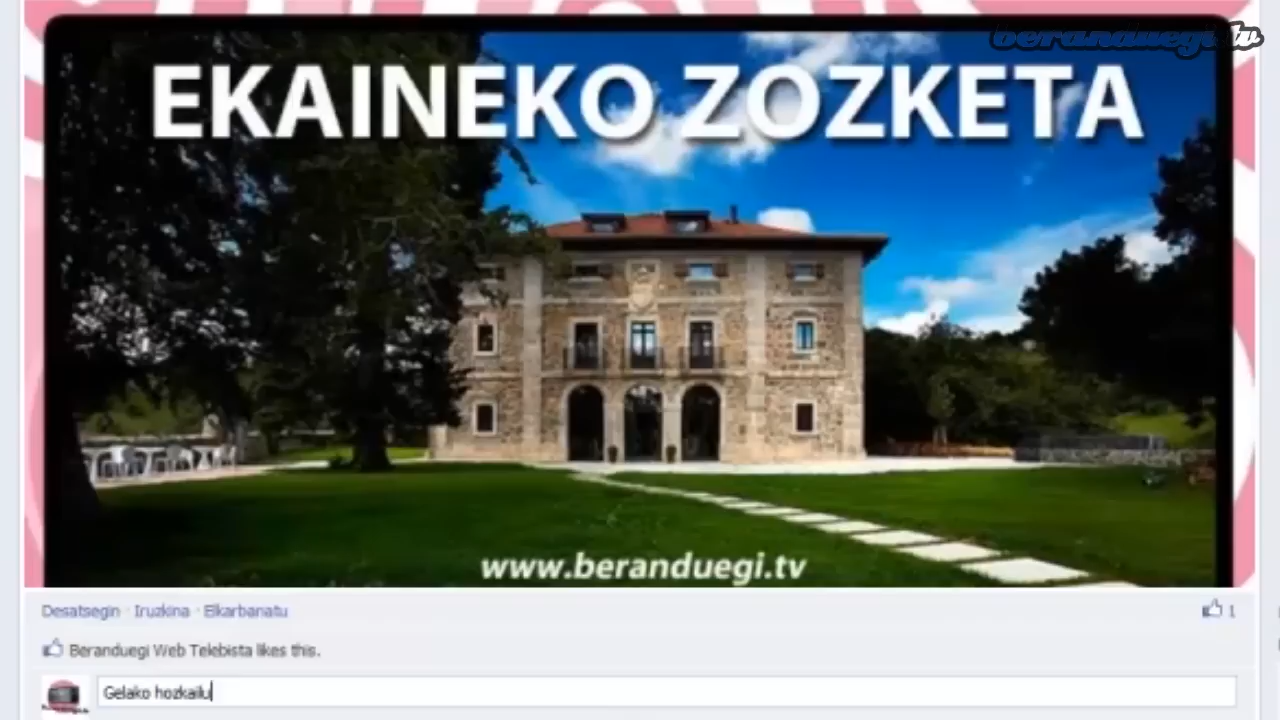 beranduegi.tv
EKAINEKO ZOZKETA
www.beranduegi.tv
Desatsegin · Iruzkina · Elkarbanatu
1
Beranduegi Web Telebista likes this.
Gelako hozkailu